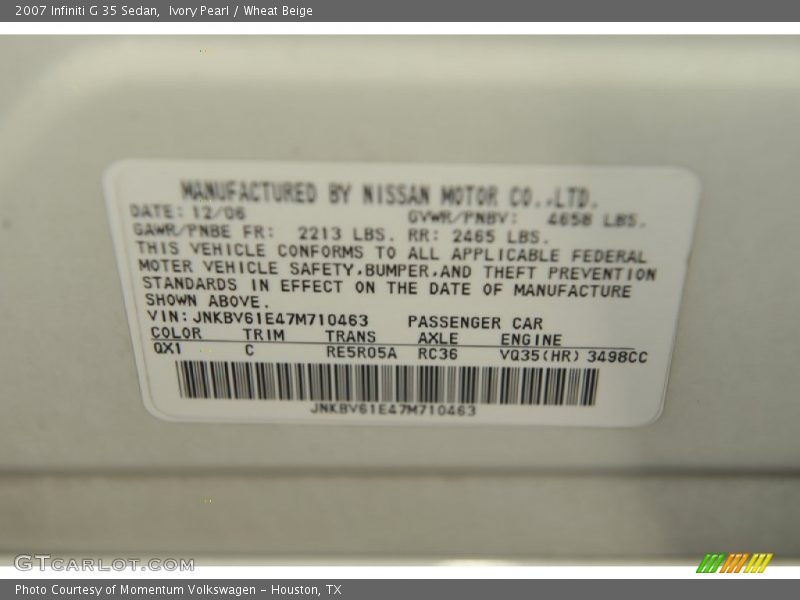 2007 Infiniti G 35 Sedan,  Ivory Pearl / Wheat Beige
MANUFACTURED BY NISSAN MOTOR CO.,LTD.
DATE: 12/06 GVWR/PNBV: 4658 LBS.
GAWR/PNBE FR: 2213 LBS. RR: 2465 LBS.
THIS VEHICLE CONFORMS TO ALL APPLICABLE FEDERAL
MOTER VEHICLE SAFETY,BUMPER,AND THEFT PREVENTION
STANDARDS IN EFFECT ON THE DATE OF MANUFACTURE
SHOWN ABOVE.
VIN: JNKBV61E47M710463 PASSENGER CAR
COLOR TRIM TRANS AXLE ENGINE
QX1 C RE5R05A RC36 VQ35(HR) 3498CC
JNKBV61E47M710463
GTCARLOT.COM
Photo Courtesy of Momentum Volkswagen - Houston, TX